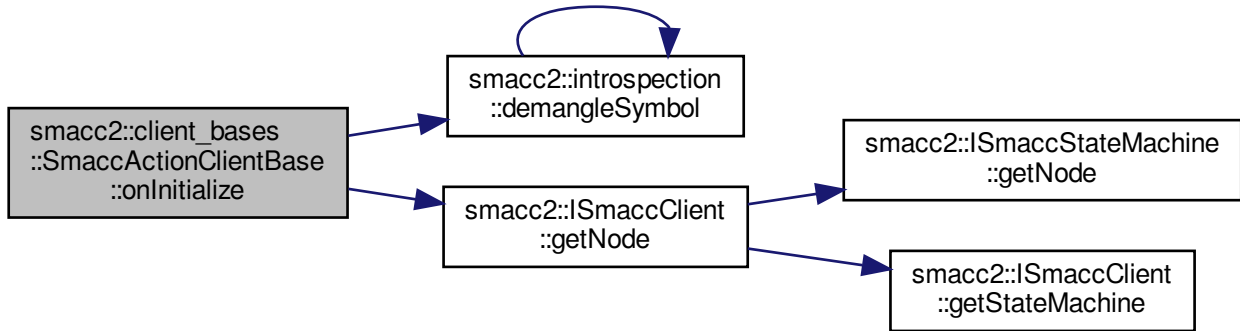 smacc2::client_bases
::SmaccActionClientBase
::onInitialize
smacc2::introspection
::demangleSymbol
smacc2::ISmaccClient
::getNode
smacc2::ISmaccStateMachine
::getNode
smacc2::ISmaccClient
::getStateMachine